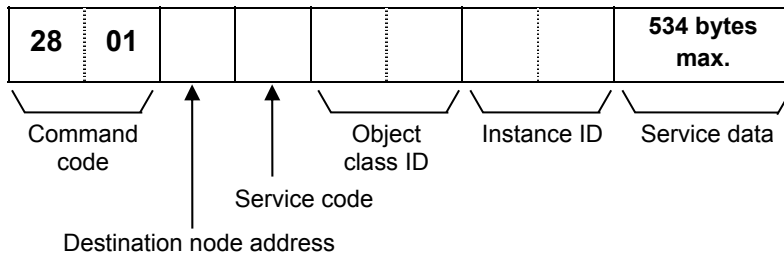 28 01
534 bytes
max.
Command
code
Object
class ID
Instance ID
Service data
Service code
Destination node address